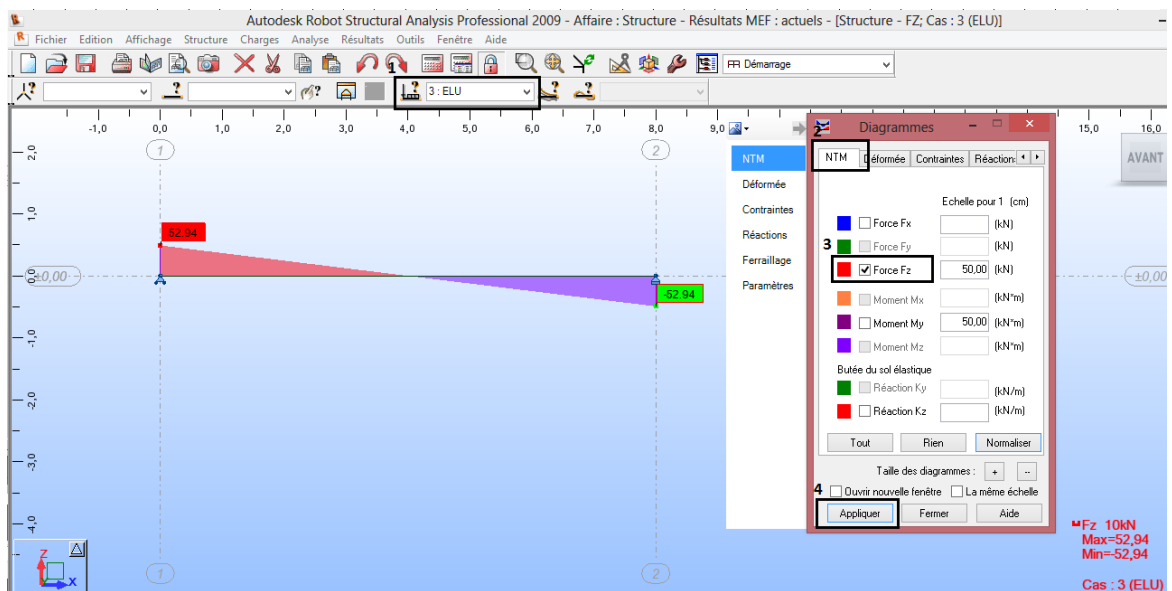 Autodesk Robot Structural Analysis Professional 2009 - Affaire : Structure - Résultats MEF : actuels - [Structure - FZ; Cas : 3 (ELU)]
Fichier Edition Affichage Structure Charges Analyse Résultats Outils Fenêtre Aide
Démarrage
3 : ELU
-1,0 0,0 1,0 2,0 3,0 4,0 5,0 6,0 7,0 8,0 9,0 15,0 16,0
2 Diagrammes
1 2
NTM
NTM Déformée Contraintes Réaction:
AVANT
2,0
Déformée
Echelle pour 1 (cm)
Contraintes
1,0
Force Fx (kN)
52.94
Réactions
3 Force Fy (kN)
Ferraillage
Force Fz 50,00 (kN)
0,0 ±0,00 ±0,00
Paramètres
-52.94
Moment Mx (kN*m)
Moment My 50,00 (kN*m)
-1,0
Moment Mz (kN*m)
Butée du sol élastique
Réaction Ky (kN/m)
-2,0
Réaction Kz (kN/m)
Tout Rien Normaliser
-3,0
Taille des diagrammes : + --
4 Ouvrir nouvelle fenêtre La même échelle
Appliquer Fermer Aide
-4,0
Fz 10kN
Max=52,94
Min=-52,94
Z
X
1 2
Cas : 3 (ELU)